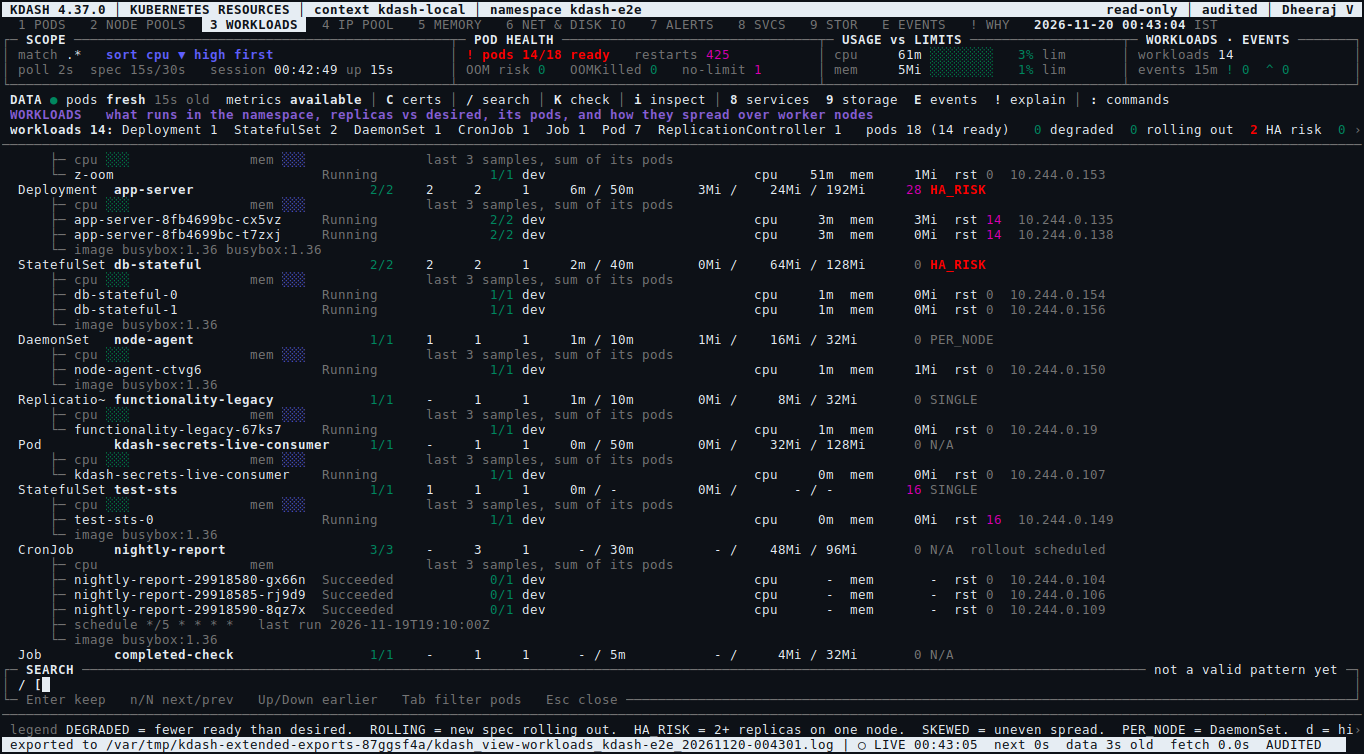 KDASH 4.37.0 │ KUBERNETES RESOURCES │ context kdash-local │ namespace kdash-e2e read-only │ audited │ Dheeraj V
1 PODS 2 NODE POOLS 3 WORKLOADS 4 IP POOL 5 MEMORY 6 NET & DISK IO 7 ALERTS 8 SVCS 9 STOR E EVENTS ! WHY 2026-11-20 00:43:04 IST
SCOPE POD HEALTH USAGE vs LIMITS WORKLOADS · EVENTS
match .* sort cpu ▼ high first ! pods 14/18 ready restarts 425 cpu 61m 3% lim workloads 14
poll 2s spec 15s/30s session 00:42:49 up 15s OOM risk 0 OOMKilled 0 no-limit 1 mem 5Mi 1% lim events 15m ! 0 ^ 0
DATA ● pods fresh 15s old metrics available │ C certs │ / search │ K check │ i inspect │ 8 services 9 storage E events ! explain │ : commands
WORKLOADS what runs in the namespace, replicas vs desired, its pods, and how they spread over worker nodes
workloads 14: Deployment 1 StatefulSet 2 DaemonSet 1 CronJob 1 Job 1 Pod 7 ReplicationController 1 pods 18 (14 ready) 0 degraded 0 rolling out 2 HA risk 0 ›
├─ cpu mem last 3 samples, sum of its pods
└─ z-oom Running 1/1 dev cpu 51m mem 1Mi rst 0 10.244.0.153
Deployment app-server 2/2 2 2 1 6m / 50m 3Mi / 24Mi / 192Mi 28 HA_RISK
├─ cpu mem last 3 samples, sum of its pods
├─ app-server-8fb4699bc-cx5vz Running 2/2 dev cpu 3m mem 3Mi rst 14 10.244.0.135
├─ app-server-8fb4699bc-t7zxj Running 2/2 dev cpu 3m mem 0Mi rst 14 10.244.0.138
└─ image busybox:1.36 busybox:1.36
StatefulSet db-stateful 2/2 2 2 1 2m / 40m 0Mi / 64Mi / 128Mi 0 HA_RISK
├─ cpu mem last 3 samples, sum of its pods
├─ db-stateful-0 Running 1/1 dev cpu 1m mem 0Mi rst 0 10.244.0.154
├─ db-stateful-1 Running 1/1 dev cpu 1m mem 0Mi rst 0 10.244.0.156
└─ image busybox:1.36
DaemonSet node-agent 1/1 1 1 1 1m / 10m 1Mi / 16Mi / 32Mi 0 PER_NODE
├─ cpu mem last 3 samples, sum of its pods
├─ node-agent-ctvg6 Running 1/1 dev cpu 1m mem 1Mi rst 0 10.244.0.150
└─ image busybox:1.36
Replicatio~ functionality-legacy 1/1 - 1 1 1m / 10m 0Mi / 8Mi / 32Mi 0 SINGLE
├─ cpu mem last 3 samples, sum of its pods
└─ functionality-legacy-67ks7 Running 1/1 dev cpu 1m mem 0Mi rst 0 10.244.0.19
Pod kdash-secrets-live-consumer 1/1 - 1 1 0m / 50m 0Mi / 32Mi / 128Mi 0 N/A
├─ cpu mem last 3 samples, sum of its pods
└─ kdash-secrets-live-consumer Running 1/1 dev cpu 0m mem 0Mi rst 0 10.244.0.107
StatefulSet test-sts 1/1 1 1 1 0m / - 0Mi / - / - 16 SINGLE
├─ cpu mem last 3 samples, sum of its pods
├─ test-sts-0 Running 1/1 dev cpu 0m mem 0Mi rst 16 10.244.0.149
└─ image busybox:1.36
CronJob nightly-report 3/3 - 3 1 - / 30m - / 48Mi / 96Mi 0 N/A rollout scheduled
├─ cpu mem last 3 samples, sum of its pods
├─ nightly-report-29918580-gx66n Succeeded 0/1 dev cpu - mem - rst 0 10.244.0.104
├─ nightly-report-29918585-rj9d9 Succeeded 0/1 dev cpu - mem - rst 0 10.244.0.106
├─ nightly-report-29918590-8qz7x Succeeded 0/1 dev cpu - mem - rst 0 10.244.0.109
├─ schedule */5 * * * * last run 2026-11-19T19:10:00Z
└─ image busybox:1.36
Job completed-check 1/1 - 1 1 - / 5m - / 4Mi / 32Mi 0 N/A
SEARCH not a valid pattern yet
/ [
Enter keep n/N next/prev Up/Down earlier Tab filter pods Esc close
legend DEGRADED = fewer ready than desired. ROLLING = new spec rolling out. HA_RISK = 2+ replicas on one node. SKEWED = uneven spread. PER_NODE = DaemonSet. d = hi›
exported to /var/tmp/kdash-extended-exports-87ggsf4a/kdash_view-workloads_kdash-e2e_20261120-004301.log │ ○ LIVE 00:43:05 next 0s data 3s old fetch 0.0s AUDITED